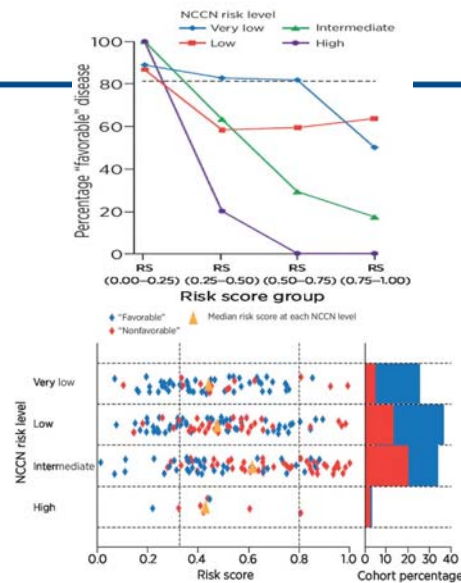 NCCN risk level
Very low
Intermediate
Low
High
Percentage "favorable" disease
100
80
60
40
20
0
RS RS RS RS
(0.00–0.25) (0.25–0.50) (0.50–0.75) (0.75–1.00)
Risk score group
"Favorable"
"Nonfavorable"
Median risk score at each NCCN level
NCCN risk level
Very low
Low
Intermediate
High
0.0 0.2 0.4 0.6 0.8 1.0
Risk score
0 10 20 30 40
Cohort percentage